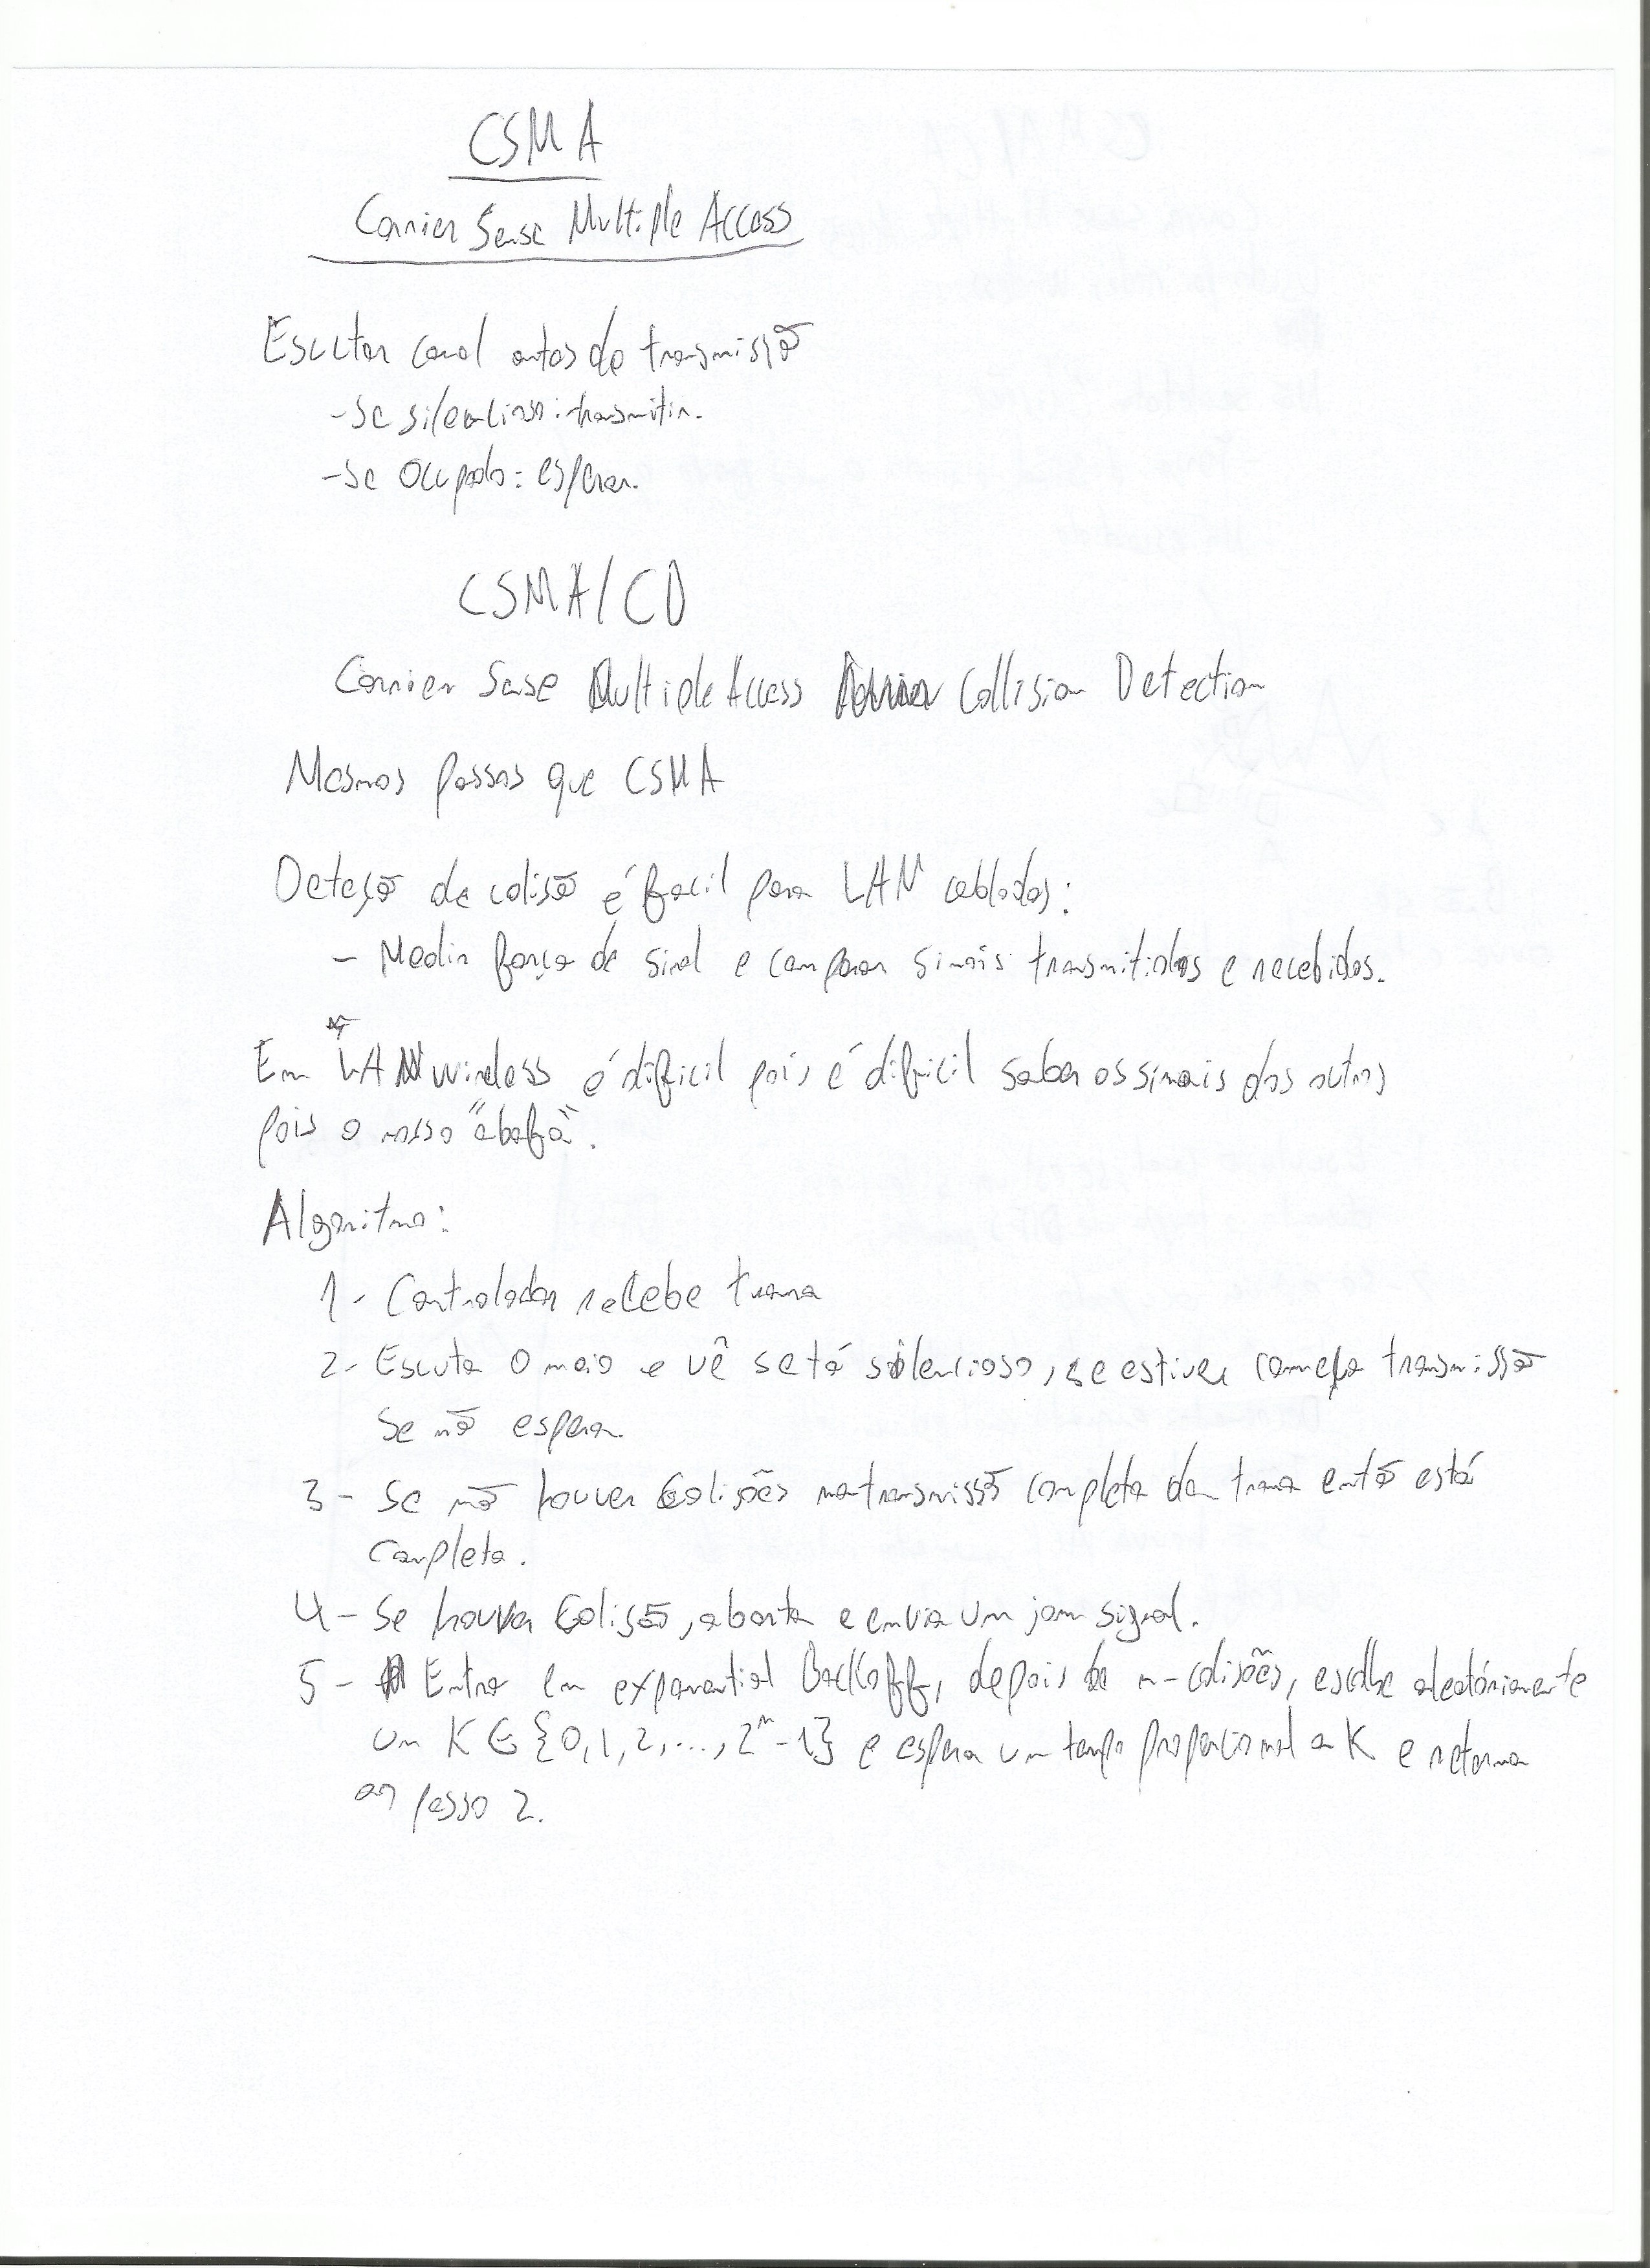 CSMA
Carrier Sense Multiple Access
Escutar canal antes de transmissão
- se silencioso: transmitir.
- se ocupado: esperar.
CSMA/CD
Carrier Sense Multiple Access Collision Detection
Mesmos passos que CSMA
Deteção de colisão é facil para LAN cablados:
- Medir força de sinal e comparar sinais transmitidos e recebidos.
Em LAN wireless é dificil pois é dificil saber os sinais dos outros
pois o nosso "abafa".
Algoritmo:
1- Controlador recebe trama
2- Escuta o meio e vê se tá silencioso, se estiver começa transmissão
se não espera.
3- Se não houver colisões na transmissão completa da trama então está
completa.
4- Se houver colisão, aborta e envia um jam signal.
5- Entra em exponential Backoff, depois de n-colisões, escolhe aleatóriamente
um K ∈ {0,1,2,...,2^n-1} e espera um tempo proporcional a K e retorna
ao passo 2.